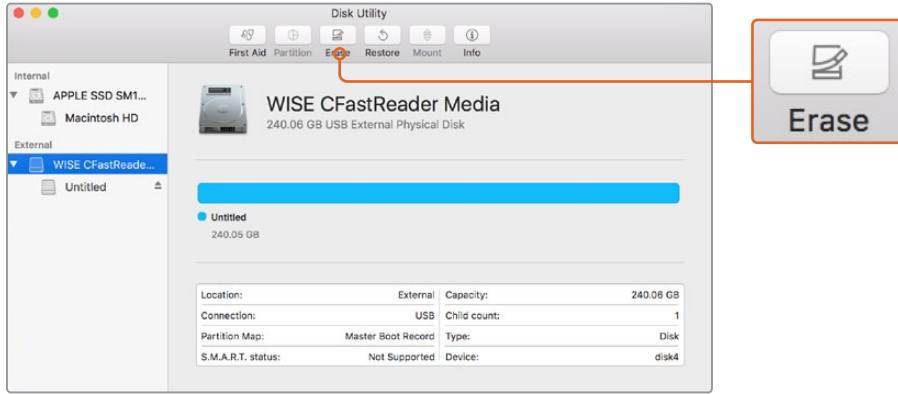 Disk Utility
First Aid Partition Erase Restore Mount Info
Internal
APPLE SSD SM1...
Macintosh HD
External
WISE CFastReade...
Untitled
WISE CFastReader Media
240.06 GB USB External Physical Disk
Untitled
240.05 GB
Location: External Capacity: 240.06 GB
Connection: USB Child count: 1
Partition Map: Master Boot Record Type: Disk
S.M.A.R.T. status: Not Supported Device: disk4
Erase